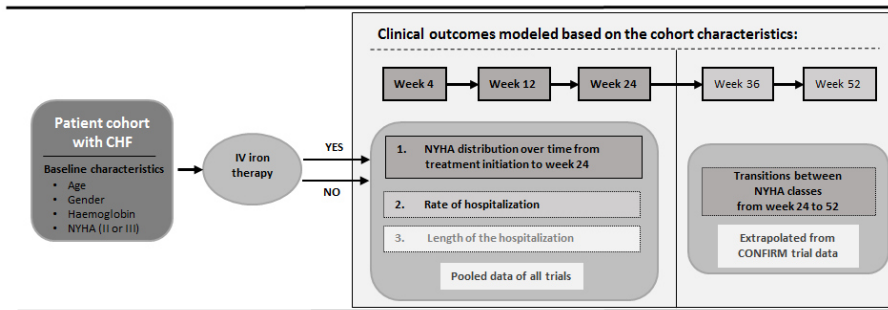 Clinical outcomes modeled based on the cohort characteristics:
Week 4
Week 12
Week 24
Week 36
Week 52
Patient cohort
with CHF
Baseline characteristics
• Age
• Gender
• Haemoglobin
• NYHA (II or III)
IV iron
therapy
YES
NO
1. NYHA distribution over time from
treatment initiation to week 24
2. Rate of hospitalization
3. Length of the hospitalization
Pooled data of all trials
Transitions between
NYHA classes
from week 24 to 52
Extrapolated from
CONFIRM trial data